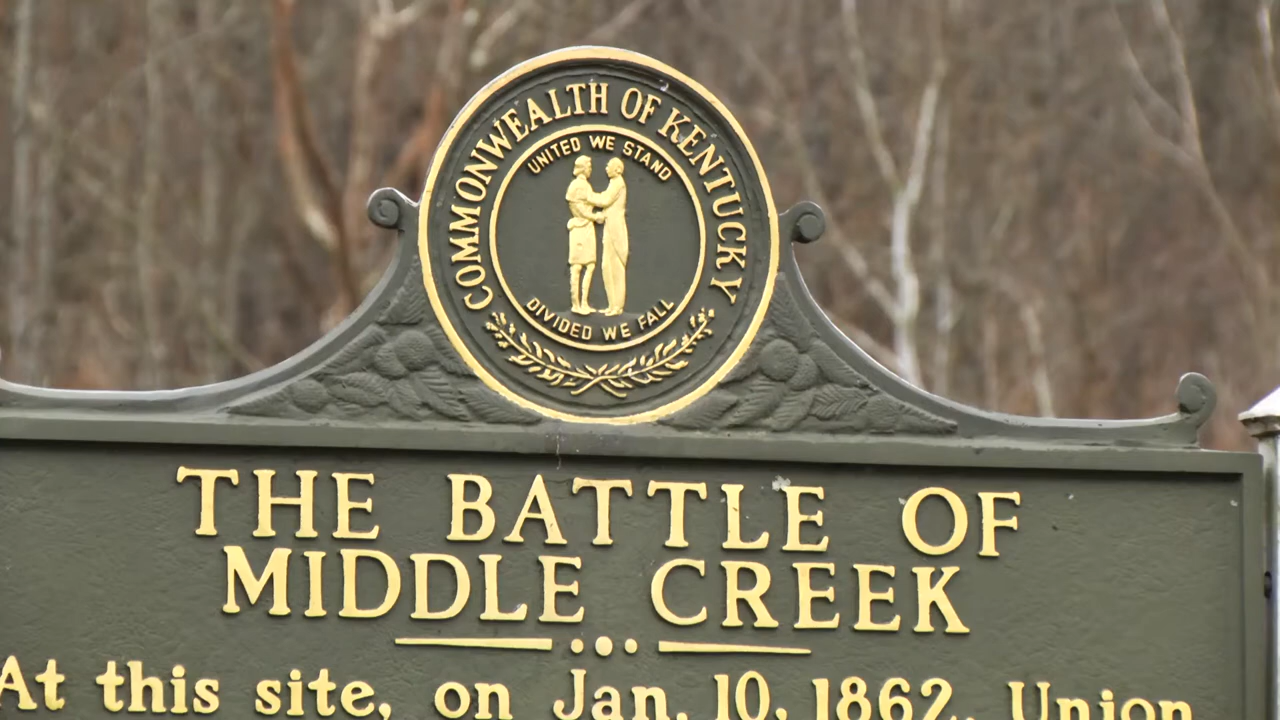 COMMONWEALTH OF KENTUCKY
UNITED WE STAND
DIVIDED WE FALL
THE BATTLE OF
MIDDLE CREEK
At this site, on Jan. 10, 1862, Union